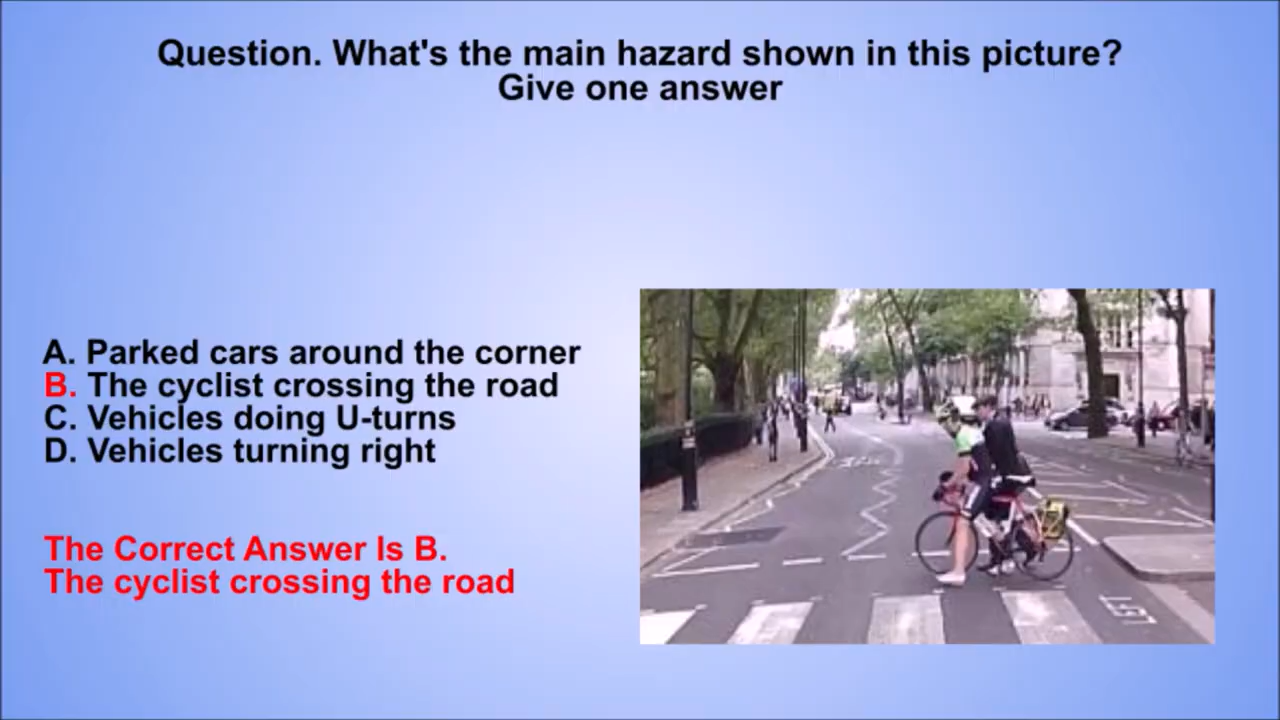 Question. What's the main hazard shown in this picture?
Give one answer
A. Parked cars around the corner
B. The cyclist crossing the road
C. Vehicles doing U-turns
D. Vehicles turning right
The Correct Answer Is B.
The cyclist crossing the road